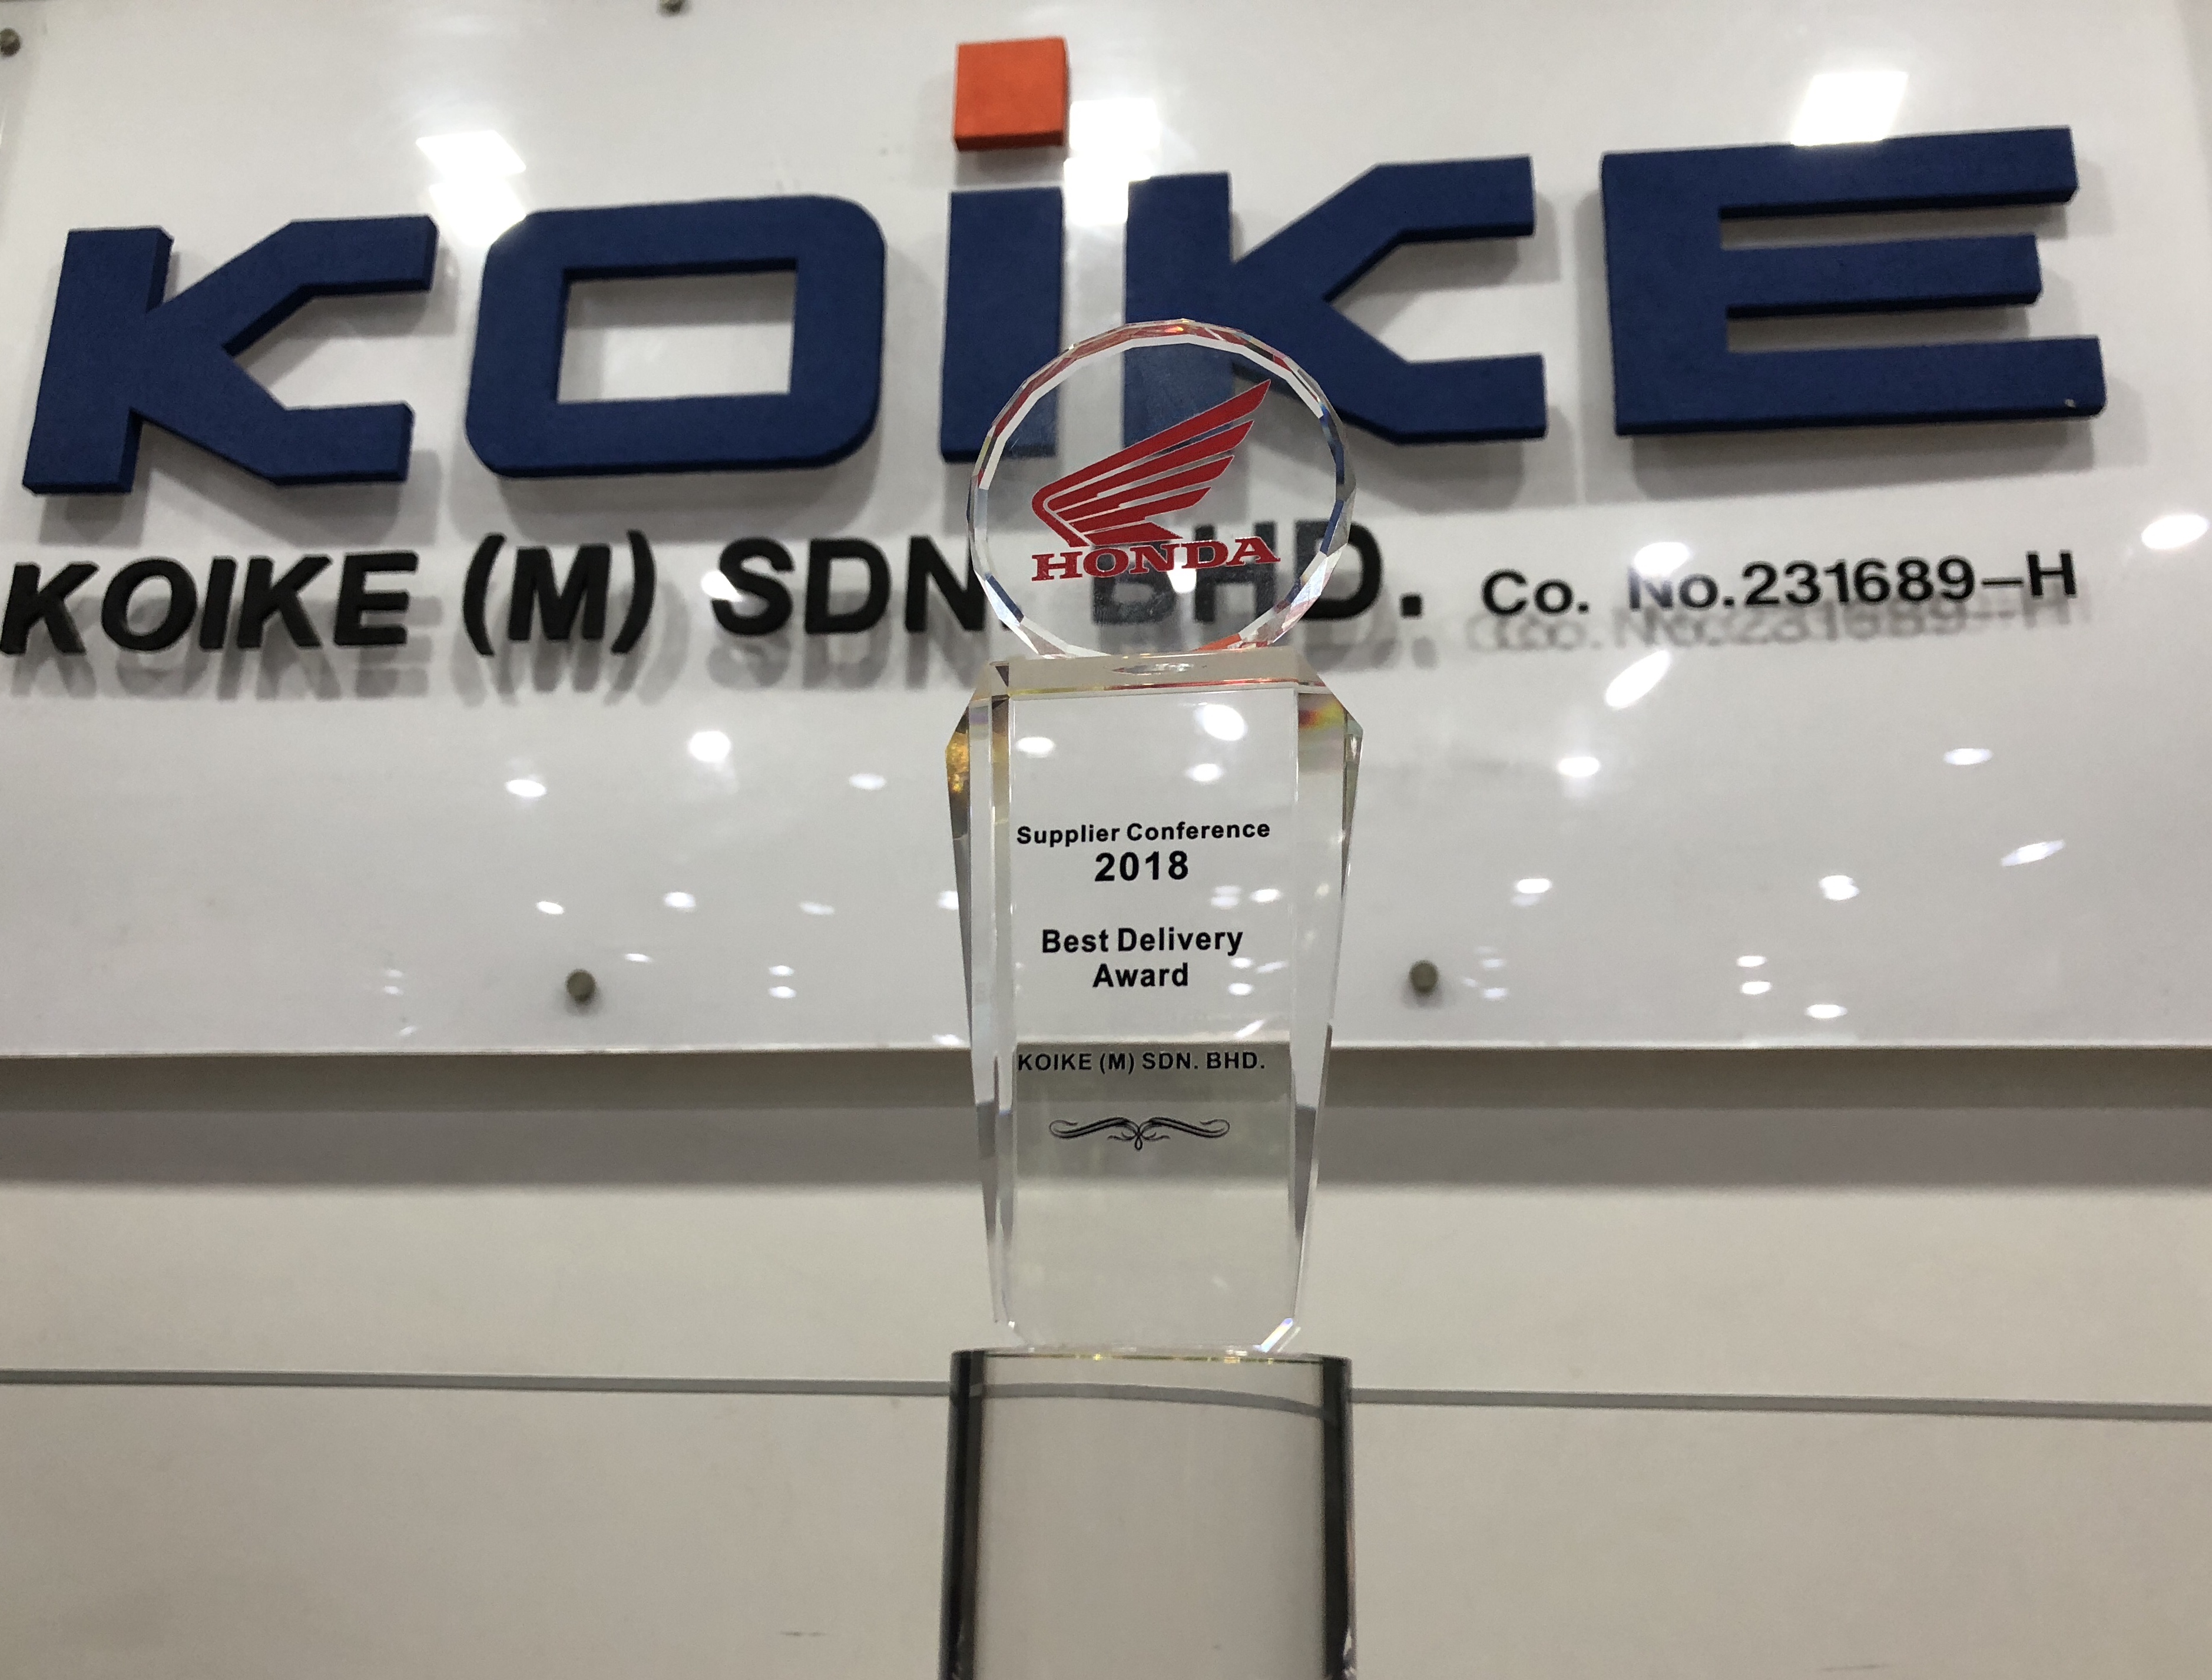 KOiKE
KOIKE (M) SDN. BHD. Co. No.231689-H
HONDA
Supplier Conference
2018
Best Delivery
Award
KOIKE (M) SDN. BHD.